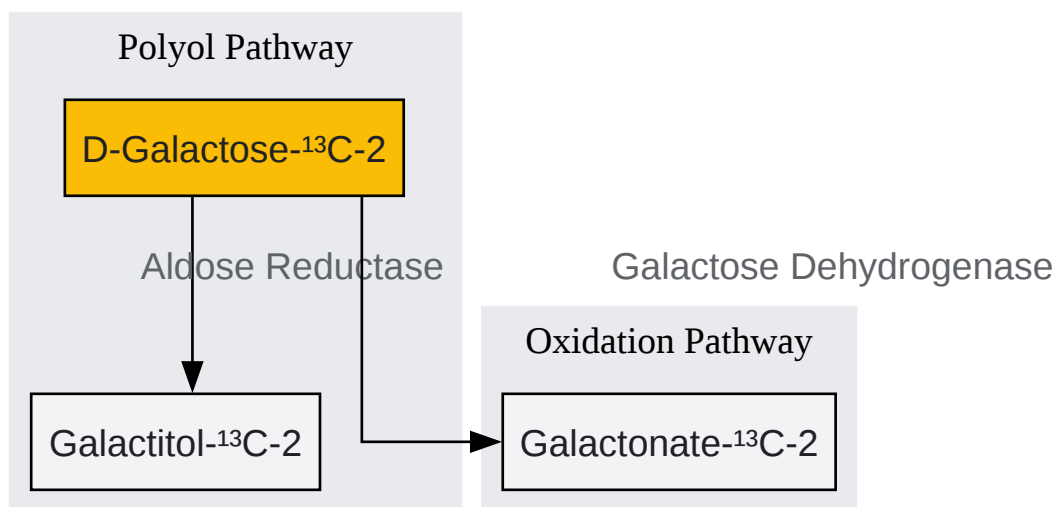 Polyol Pathway
D-Galactose-¹³C-2
Aldose Reductase
Galactose Dehydrogenase
Oxidation Pathway
Galactitol-¹³C-2
Galactonate-¹³C-2